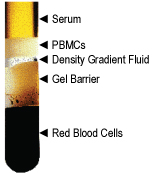 Serum
PBMCs
Density Gradient Fluid
Gel Barrier
Red Blood Cells